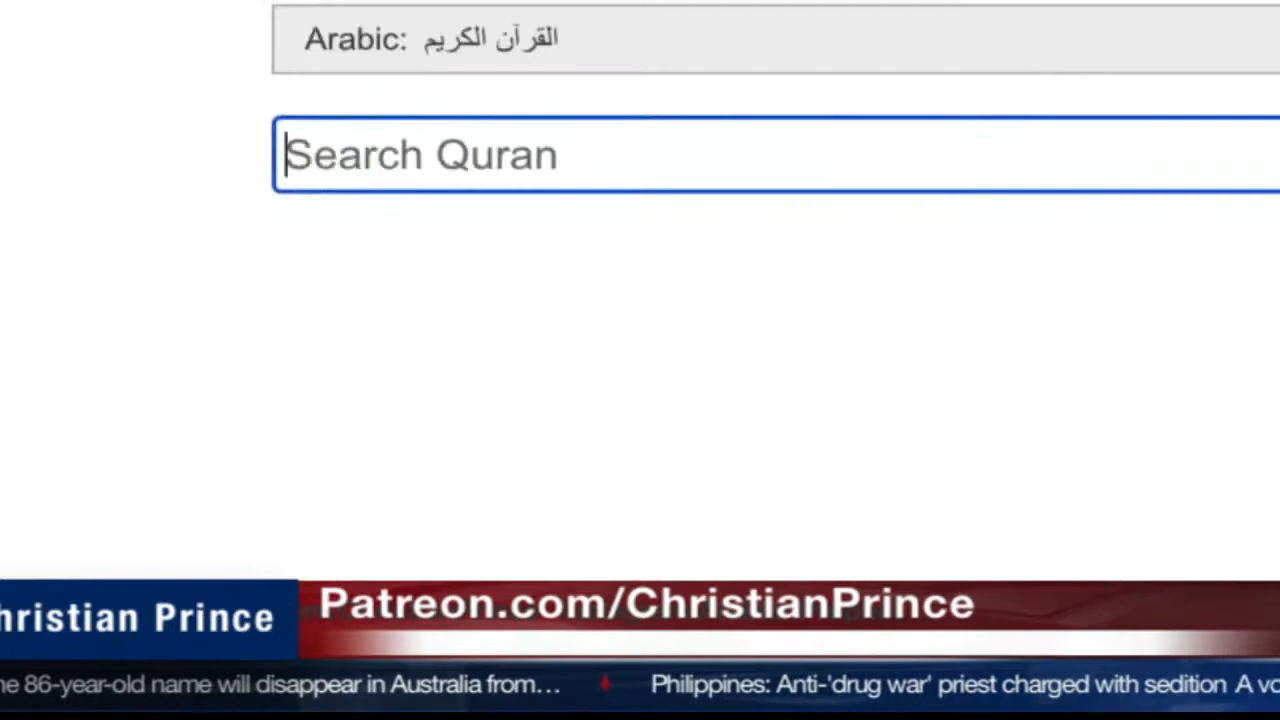 Arabic: القرآن الكريم
Search Quran
Patreon.com/ChristianPrince
hristian Prince
he 86-year-old name will disappear in Australia from… Philippines: Anti-'drug war' priest charged with sedition A vo